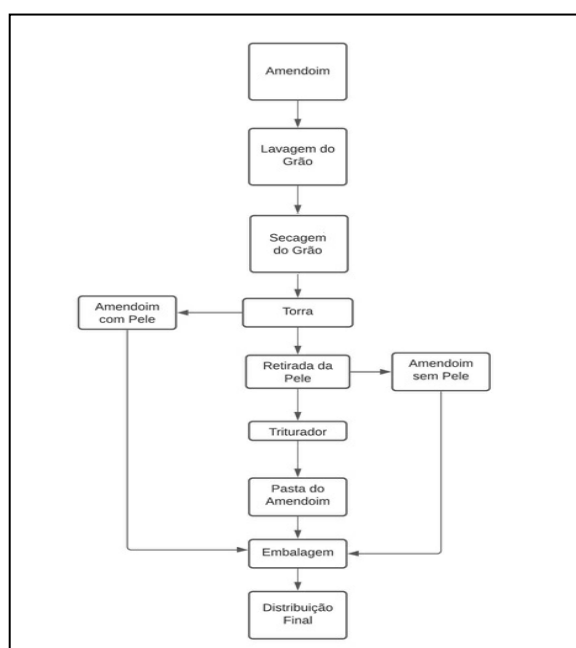 Amendoim
Lavagem do
Grão
Secagem
do Grão
Amendoim
com Pele
Torra
Retirada da
Pele
Amendoim
sem Pele
Triturador
Pasta do
Amendoim
Embalagem
Distribuição
Final